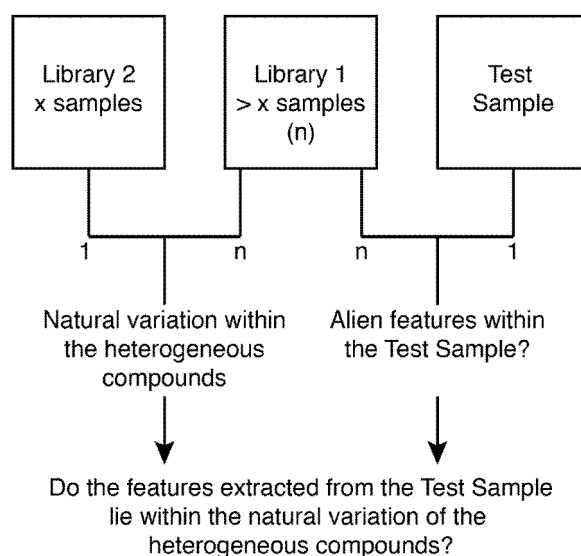 Library 2
x samples
Library 1
> x samples
(n)
Test
Sample
1
n
n
1
Natural variation within
the heterogeneous
compounds
Alien features within
the Test Sample?
Do the features extracted from the Test Sample
lie within the natural variation of the
heterogeneous compounds?